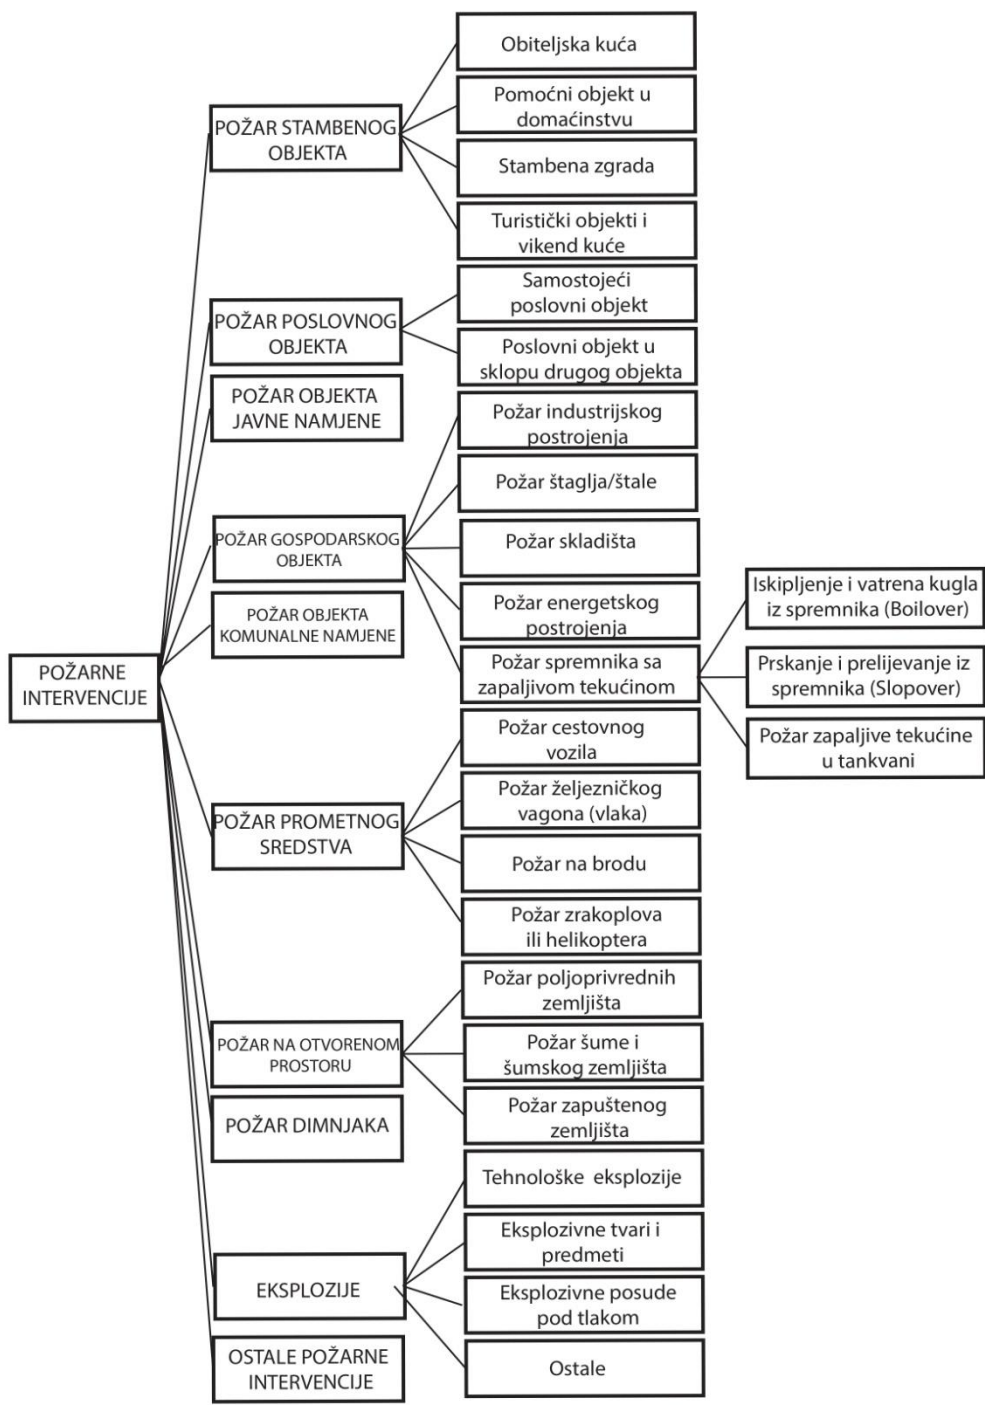 POŽARNE
INTERVENCIJE
POŽAR STAMBENOG
OBJEKTA
Obiteljska kuća
Pomoćni objekt u
domaćinstvu
Stambena zgrada
Turistički objekti i
vikend kuće
POŽAR POSLOVNOG
OBJEKTA
Samostojeći
poslovni objekt
Poslovni objekt u
sklopu drugog objekta
POŽAR OBJEKTA
JAVNE NAMJENE
POŽAR GOSPODARSKOG
OBJEKTA
Požar industrijskog
postrojenja
Požar štaglja/štale
Požar skladišta
Požar energetskog
postrojenja
Požar spremnika sa
zapaljivom tekućinom
Iskipljenje i vatrena kugla
iz spremnika (Boilover)
Prskanje i prelijevanje iz
spremnika (Slopover)
Požar zapaljive tekućine
u tankvani
POŽAR OBJEKTA
KOMUNALNE NAMJENE
POŽAR PROMETNOG
SREDSTVA
Požar cestovnog
vozila
Požar željezničkog
vagona (vlaka)
Požar na brodu
Požar zrakoplova
ili helikoptera
POŽAR NA OTVORENOM
PROSTORU
Požar poljoprivrednih
zemljišta
Požar šume i
šumskog zemljišta
Požar zapuštenog
zemljišta
POŽAR DIMNJAKA
EKSPLOZIJE
Tehnološke eksplozije
Eksplozivne tvari i
predmeti
Eksplozivne posude
pod tlakom
Ostale
OSTALE POŽARNE
INTERVENCIJE